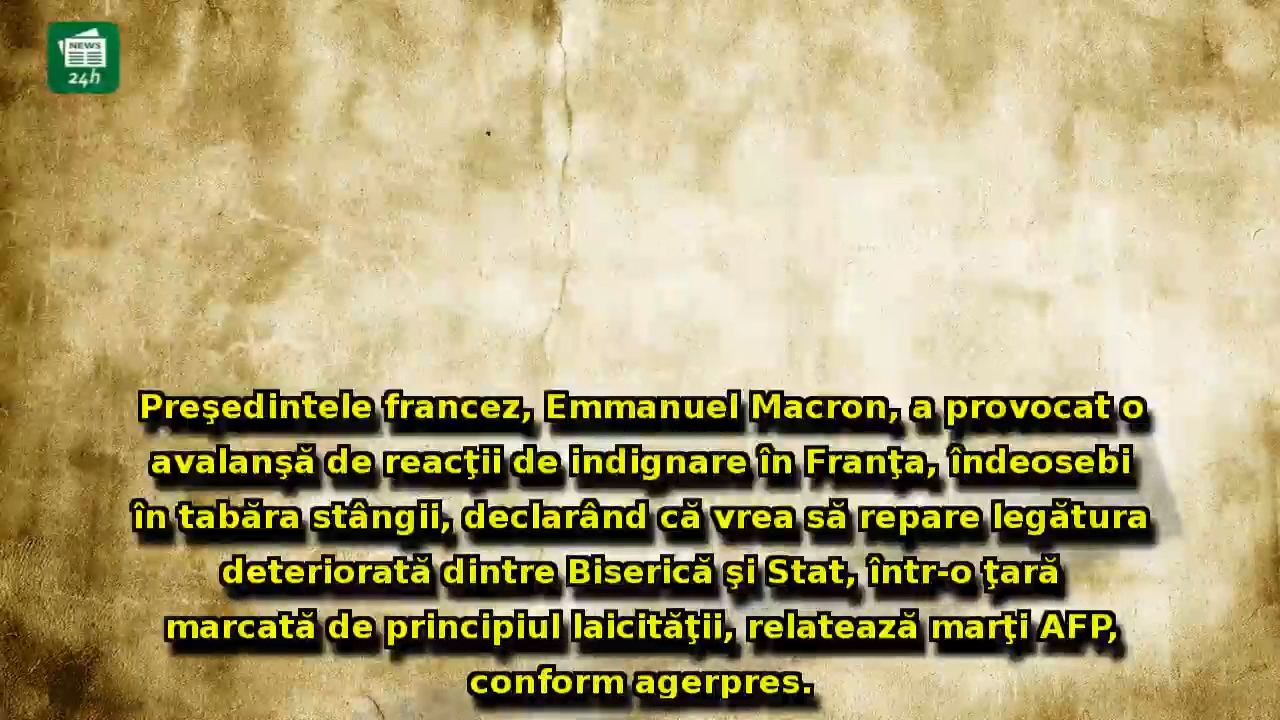 NEWS
24h
Preşedintele francez, Emmanuel Macron, a provocat o
avalanşă de reacţii de indignare în Franţa, îndeosebi
în tabăra stângii, declarând că vrea să repare legătura
deteriorată dintre Biserică şi Stat, într-o ţară
marcată de principiul laicităţii, relatează marţi AFP,
conform agerpres.